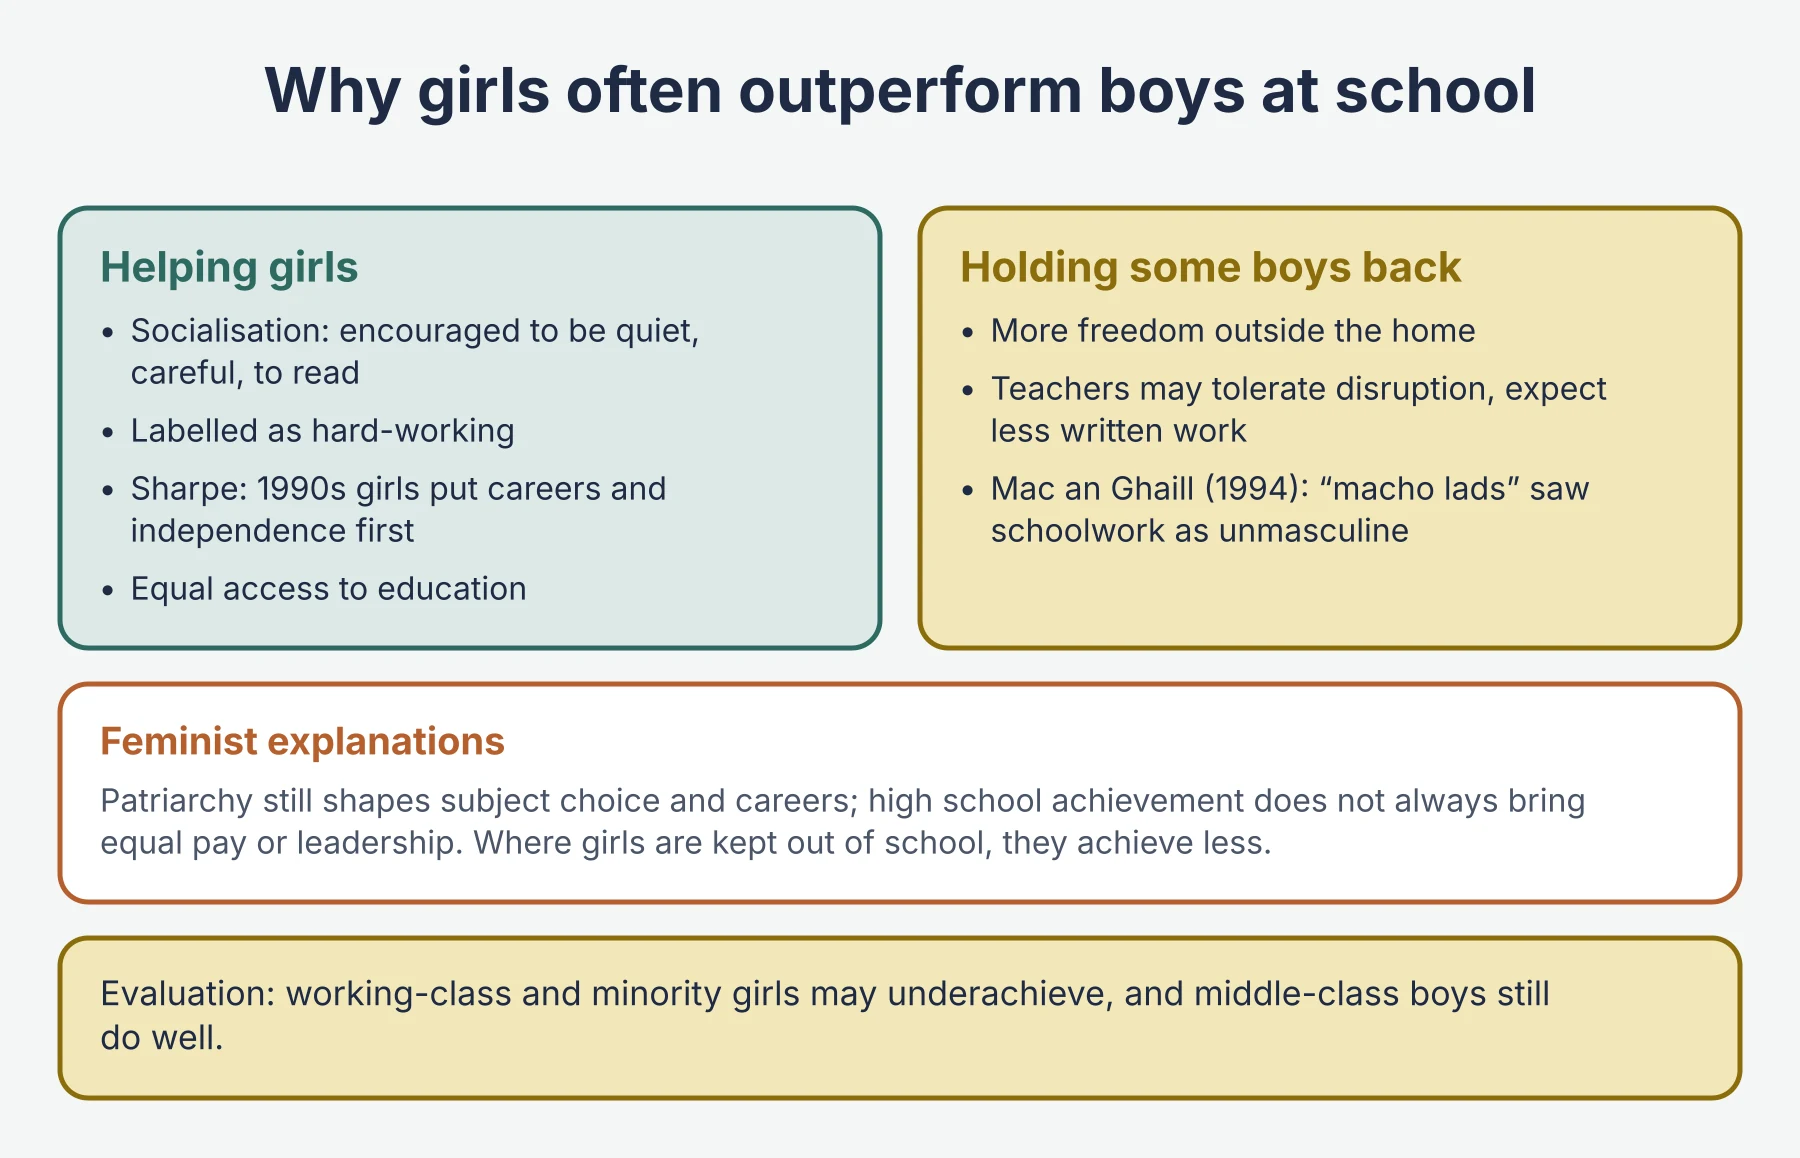 Why girls often outperform boys at school
Helping girls
• Socialisation: encouraged to be quiet,
careful, to read
• Labelled as hard-working
• Sharpe: 1990s girls put careers and
independence first
• Equal access to education
Holding some boys back
• More freedom outside the home
• Teachers may tolerate disruption, expect
less written work
• Mac an Ghaill (1994): “macho lads” saw
schoolwork as unmasculine
Feminist explanations
Patriarchy still shapes subject choice and careers; high school achievement does not always bring
equal pay or leadership. Where girls are kept out of school, they achieve less.
Evaluation: working-class and minority girls may underachieve, and middle-class boys still
do well.